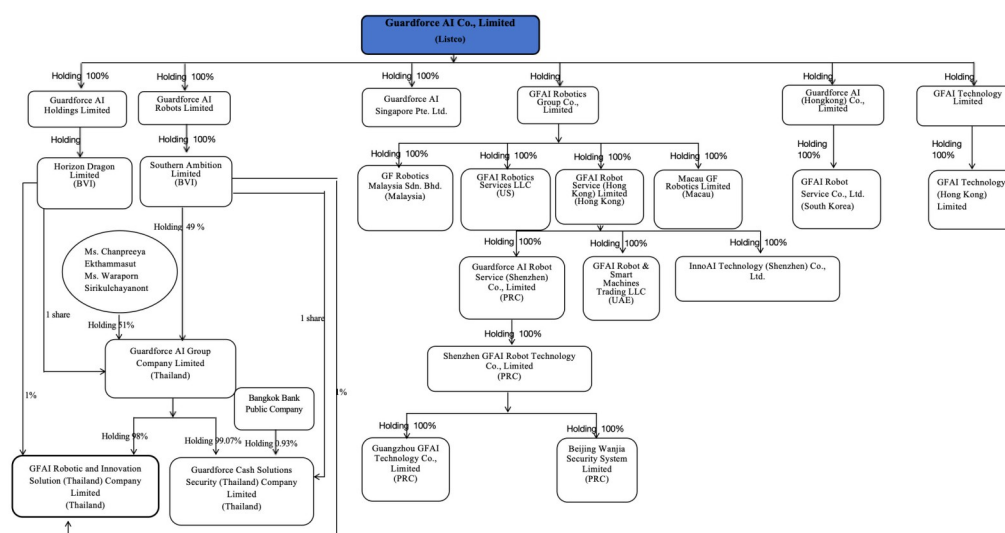 Guardforce AI Co., Limited
(Listco)
Holding 100%
Holding 100%
Holding 100%
Holding 100%
Holding 100%
Holding 100%
Guardforce AI
Holdings Limited
Guardforce AI
Robots Limited
Guardforce AI
Singapore Pte. Ltd.
GFAI Robotics
Group Co.,
Limited
Guardforce AI
(Hongkong) Co.,
Limited
GFAI Technology
Limited
Holding
Holding 100%
Horizon Dragon
Limited
(BVI)
Southern Ambition
Limited
(BVI)
Holding 100%
Holding 100%
Holding 100%
Holding 100%
Holding
100%
Holding
100%
GF Robotics
Malaysia Sdn. Bhd.
(Malaysia)
GFAI Robotics
Services LLC
(US)
GFAI Robot
Service (Hong
Kong) Limited
(Hong Kong)
Macau GF
Robotics Limited
(Macau)
GFAI Robot
Service Co., Ltd.
(South Korea)
GFAI Technology
(Hong Kong)
Limited
Holding 49 %
Ms. Chanpreeya
Ekthammasut
Ms. Waraporn
Sirikulchayanont
Holding 100%
Holding 100%
Holding 100%
Guardforce AI Robot
Service (Shenzhen)
Co., Limited
(PRC)
GFAI Robot &
Smart
Machines
Trading LLC
(UAE)
InnoAI Technology (Shenzhen) Co.,
Ltd.
1 share
Holding 51%
1 share
Holding 100%
Guardforce AI Group
Company Limited
(Thailand)
Shenzhen GFAI Robot Technology
Co., Limited
(PRC)
1%
Bangkok Bank
Public Company
1%
Holding 98%
Holding 99.07%
Holding 0.93%
Holding 100%
Holding 100%
GFAI Robotic and Innovation
Solution (Thailand) Company
Limited
(Thailand)
Guardforce Cash Solutions
Security (Thailand) Company
Limited
(Thailand)
Guangzhou GFAI
Technology Co.,
Limited
(PRC)
Beijing Wanjia
Security System
Limited
(PRC)